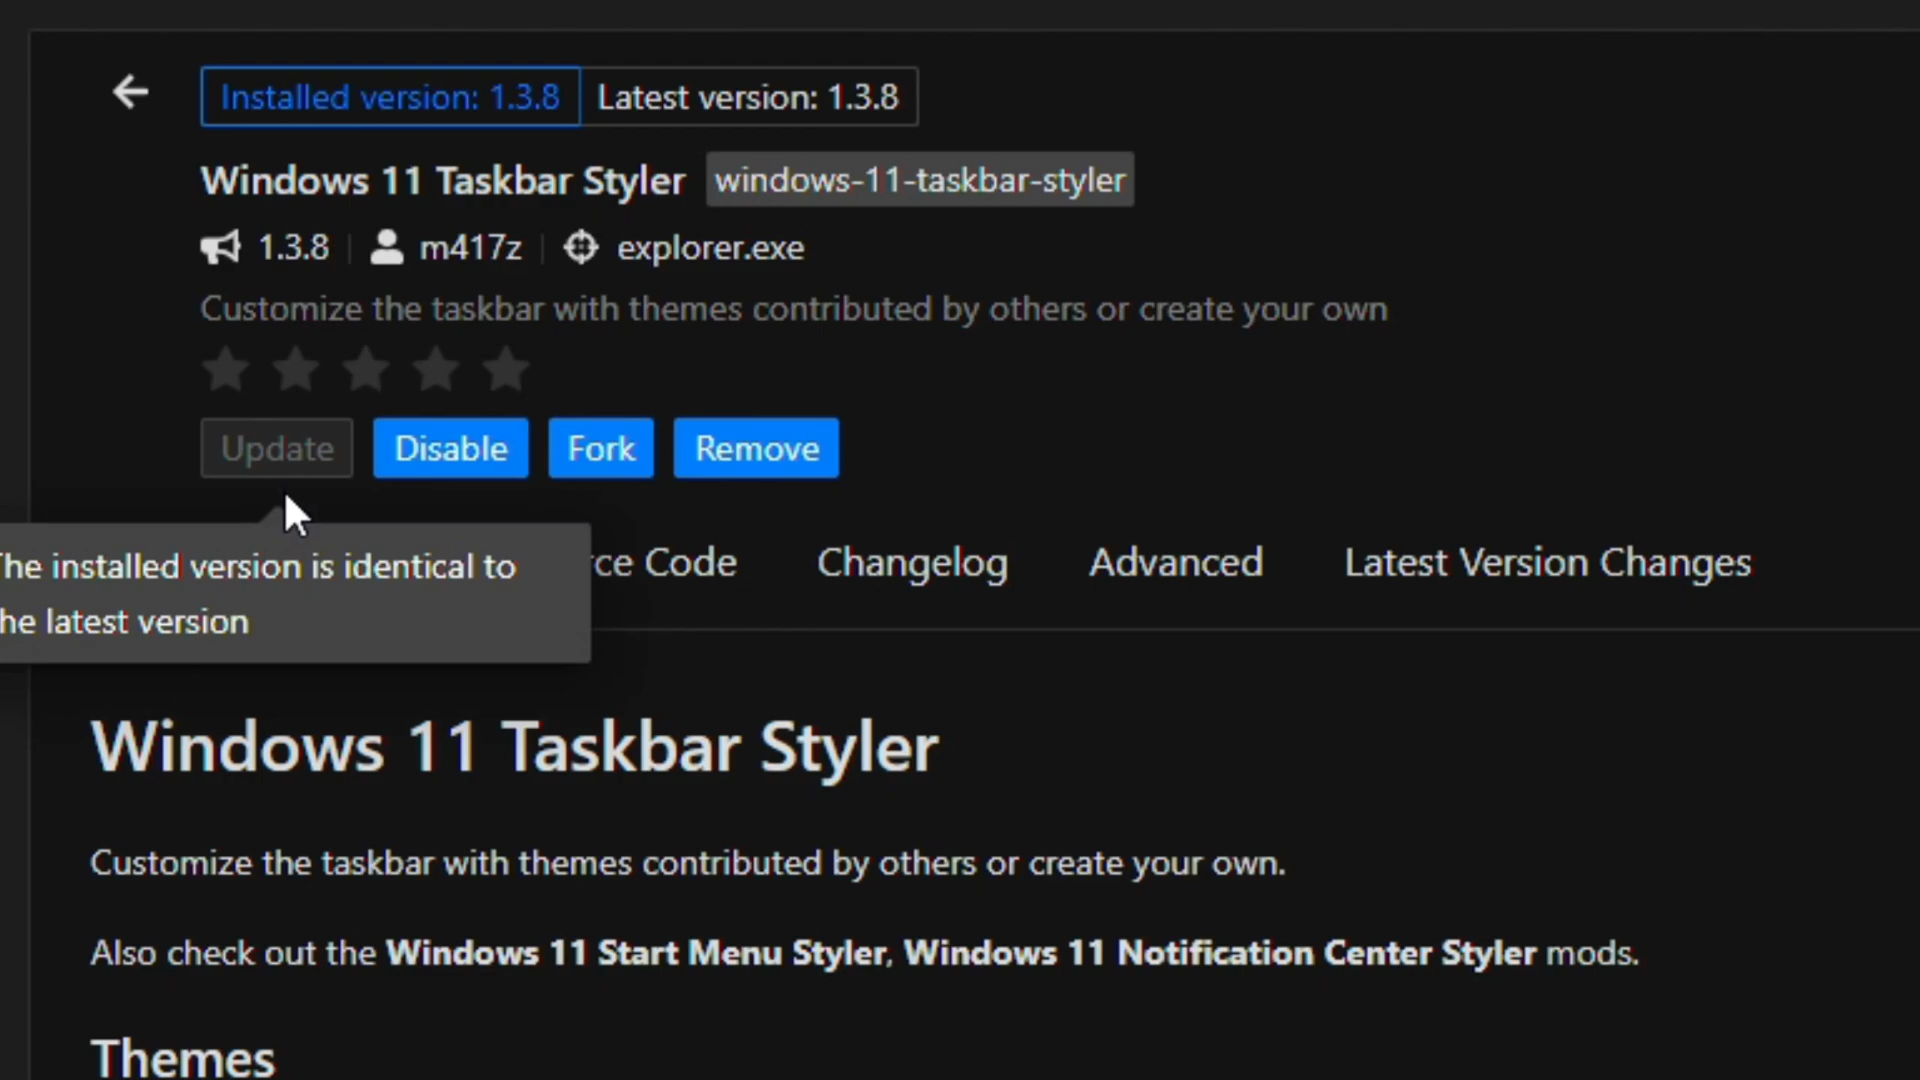 Installed version: 1.3.8 Latest version: 1.3.8
Windows 11 Taskbar Styler windows-11-taskbar-styler
1.3.8 m417z explorer.exe
Customize the taskbar with themes contributed by others or create your own
Update Disable Fork Remove
The installed version is identical to
the latest version
rce Code Changelog Advanced Latest Version Changes
Windows 11 Taskbar Styler
Customize the taskbar with themes contributed by others or create your own.
Also check out the Windows 11 Start Menu Styler, Windows 11 Notification Center Styler mods.
Themes